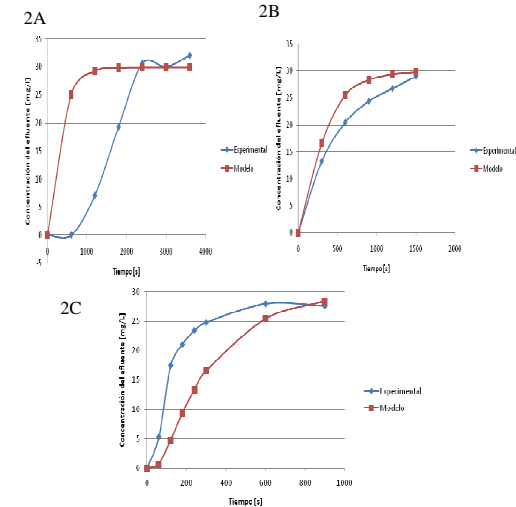 2A
35
30
25
20
15
10
5
0
-5
0 1000 2000 3000 4000
Concentración del efluente [mg/L]
Tiempo[s]
Experimental
Modelo
2B
35
30
25
20
15
10
5
0
0 500 1000 1500 2000
Concentración del efluente [mg/L]
Tiempo[s]
Experimental
Modelo
2C
30
25
20
15
10
5
0
0 200 400 600 800 1000
Concentración del efluente [mg/L]
Tiempo [s]
Experimental
Modelo